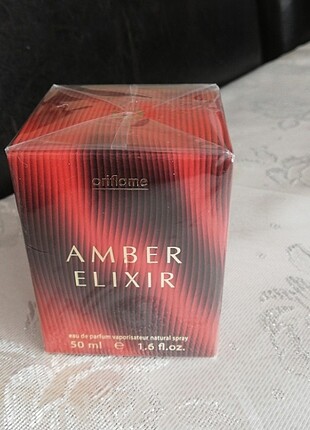 oriflame
AMBER
ELIXIR
eau de parfum vaporisateur natural spray
50 ml e 1.6 fl.oz.